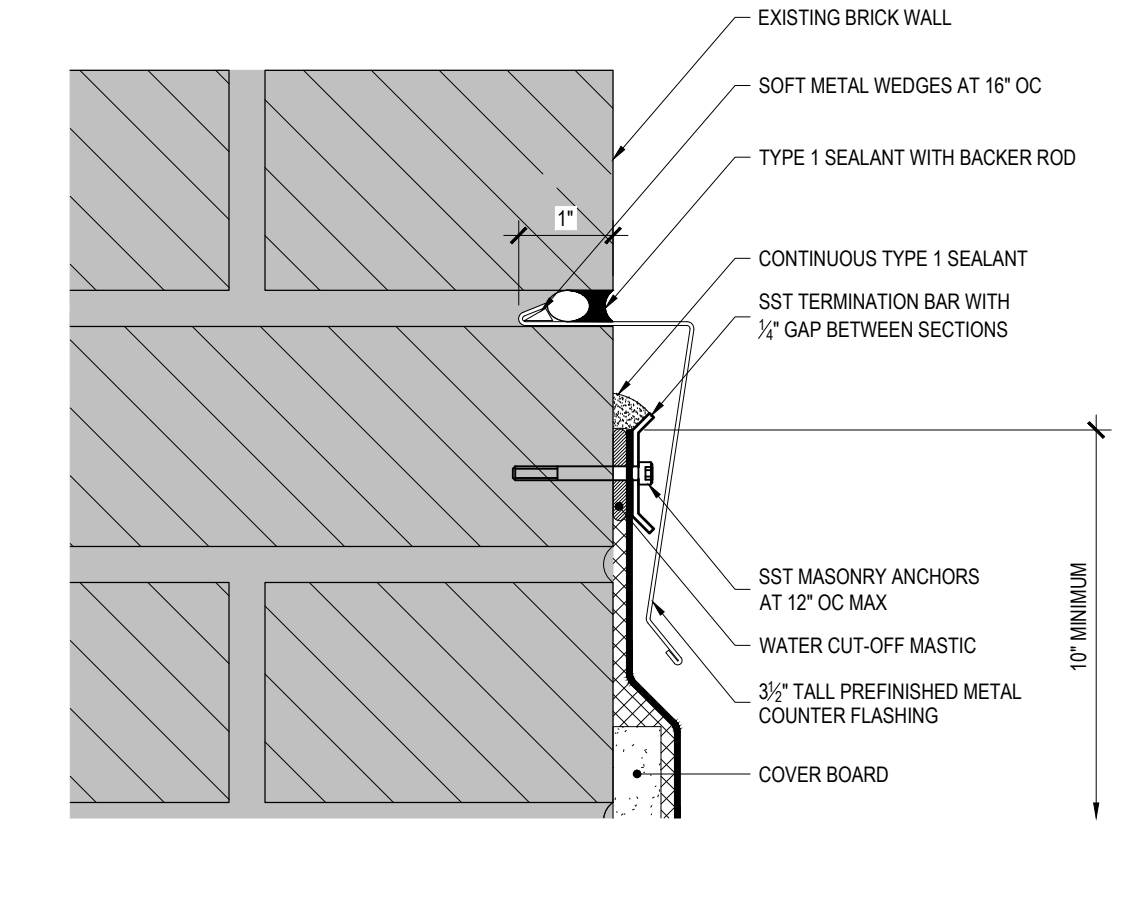 EXISTING BRICK WALL
SOFT METAL WEDGES AT 16" OC
TYPE 1 SEALANT WITH BACKER ROD
1"
CONTINUOUS TYPE 1 SEALANT
SST TERMINATION BAR WITH
1/4" GAP BETWEEN SECTIONS
SST MASONRY ANCHORS
AT 12" OC MAX
WATER CUT-OFF MASTIC
3 1/2" TALL PREFINISHED METAL
COUNTER FLASHING
COVER BOARD
10" MINIMUM